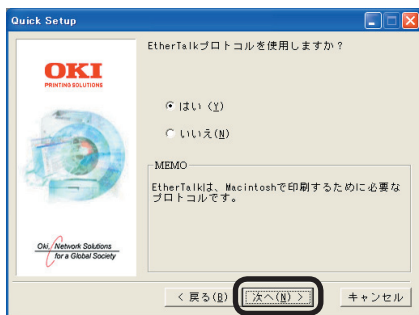 Quick Setup
EtherTalkプロトコルを使用しますか？
OKI
PRINTING SOLUTIONS
はい (Y)
いいえ(N)
MEMO
EtherTalkは、Macintoshで印刷するために必要な
プロトコルです。
Oki, Network Solutions
for a Global Society
< 戻る(B)
次へ(N) >
キャンセル